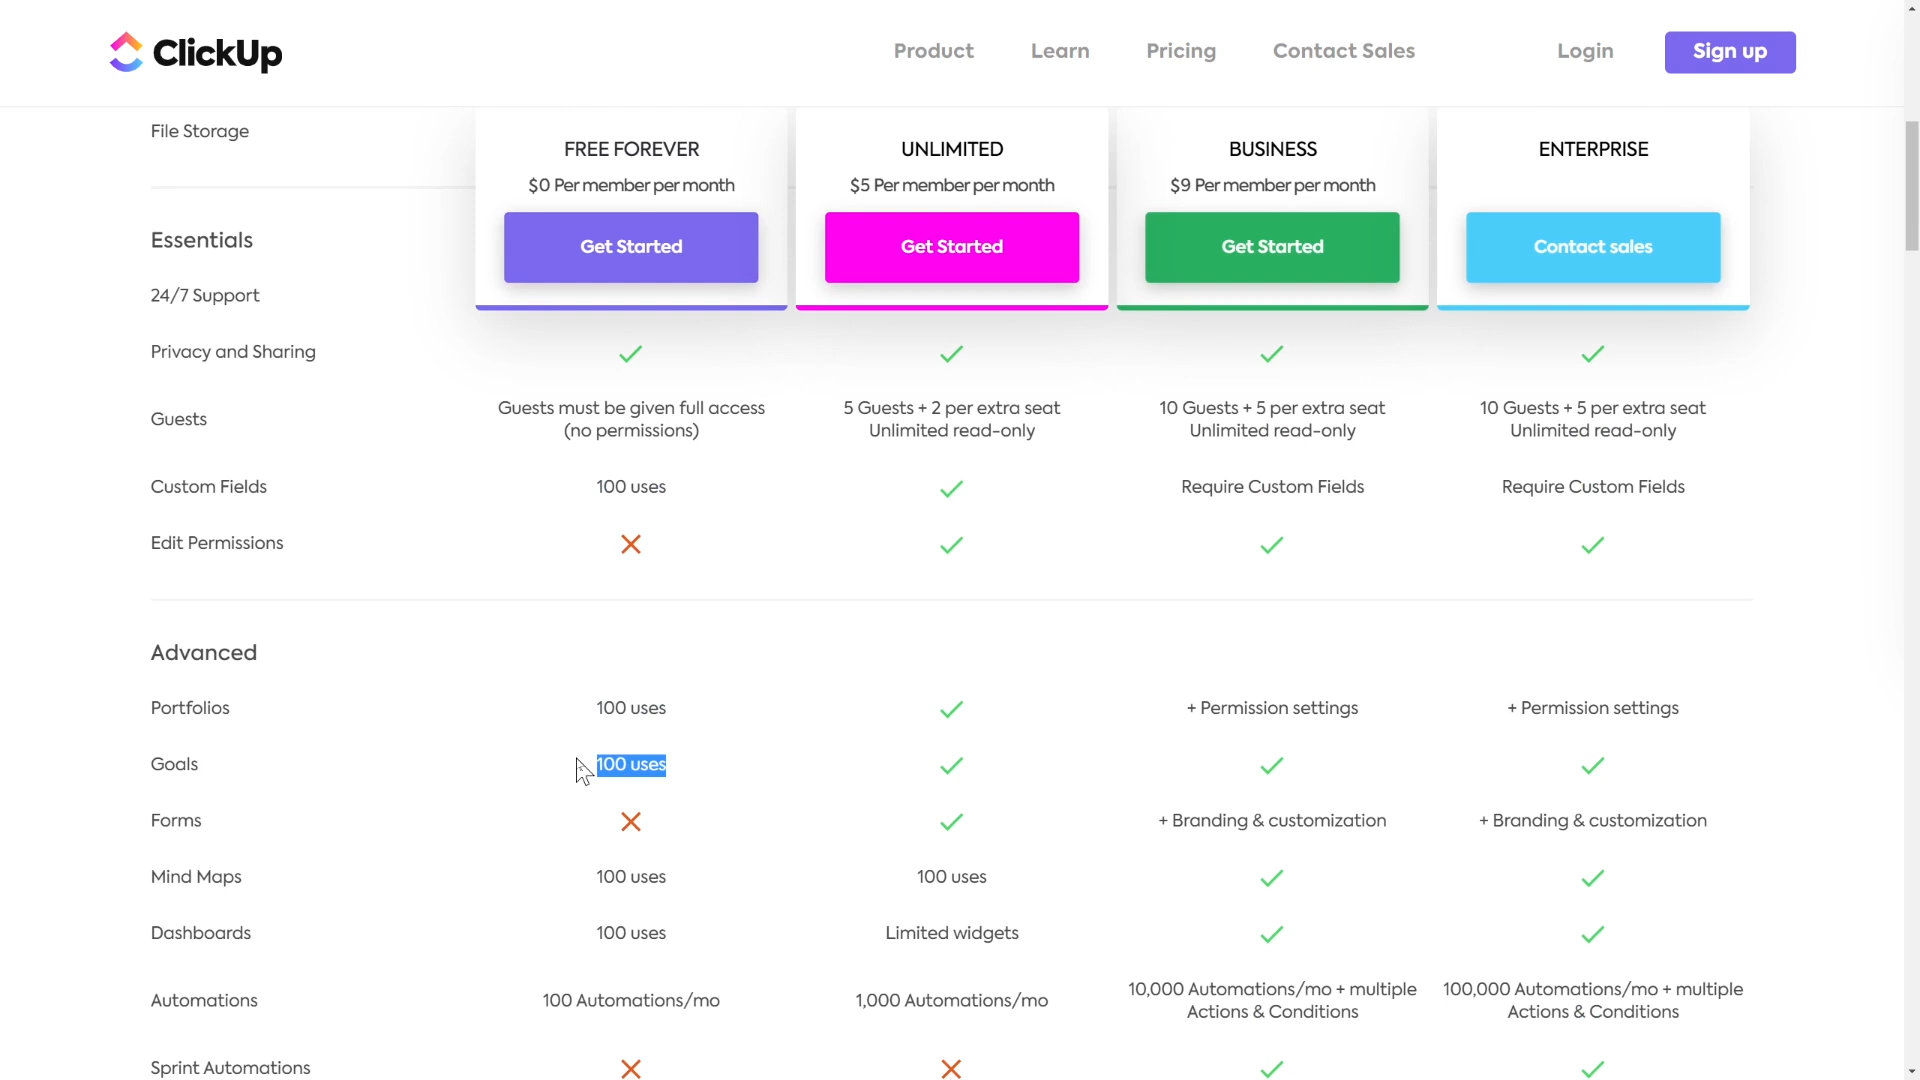 ClickUp
Product Learn Pricing Contact Sales Login Sign up
File Storage
FREE FOREVER UNLIMITED BUSINESS ENTERPRISE
$0 Per member per month $5 Per member per month $9 Per member per month
Get Started Get Started Get Started Contact sales
Essentials
24/7 Support
Privacy and Sharing
Guests must be given full access 5 Guests + 2 per extra seat 10 Guests + 5 per extra seat 10 Guests + 5 per extra seat
Guests
(no permissions) Unlimited read-only Unlimited read-only Unlimited read-only
Custom Fields 100 uses Require Custom Fields Require Custom Fields
Edit Permissions
Advanced
Portfolios 100 uses + Permission settings + Permission settings
Goals 100 uses
Forms + Branding & customization + Branding & customization
Mind Maps 100 uses 100 uses
Dashboards 100 uses Limited widgets
10,000 Automations/mo + multiple 100,000 Automations/mo + multiple
Automations 100 Automations/mo 1,000 Automations/mo
Actions & Conditions Actions & Conditions
Sprint Automations